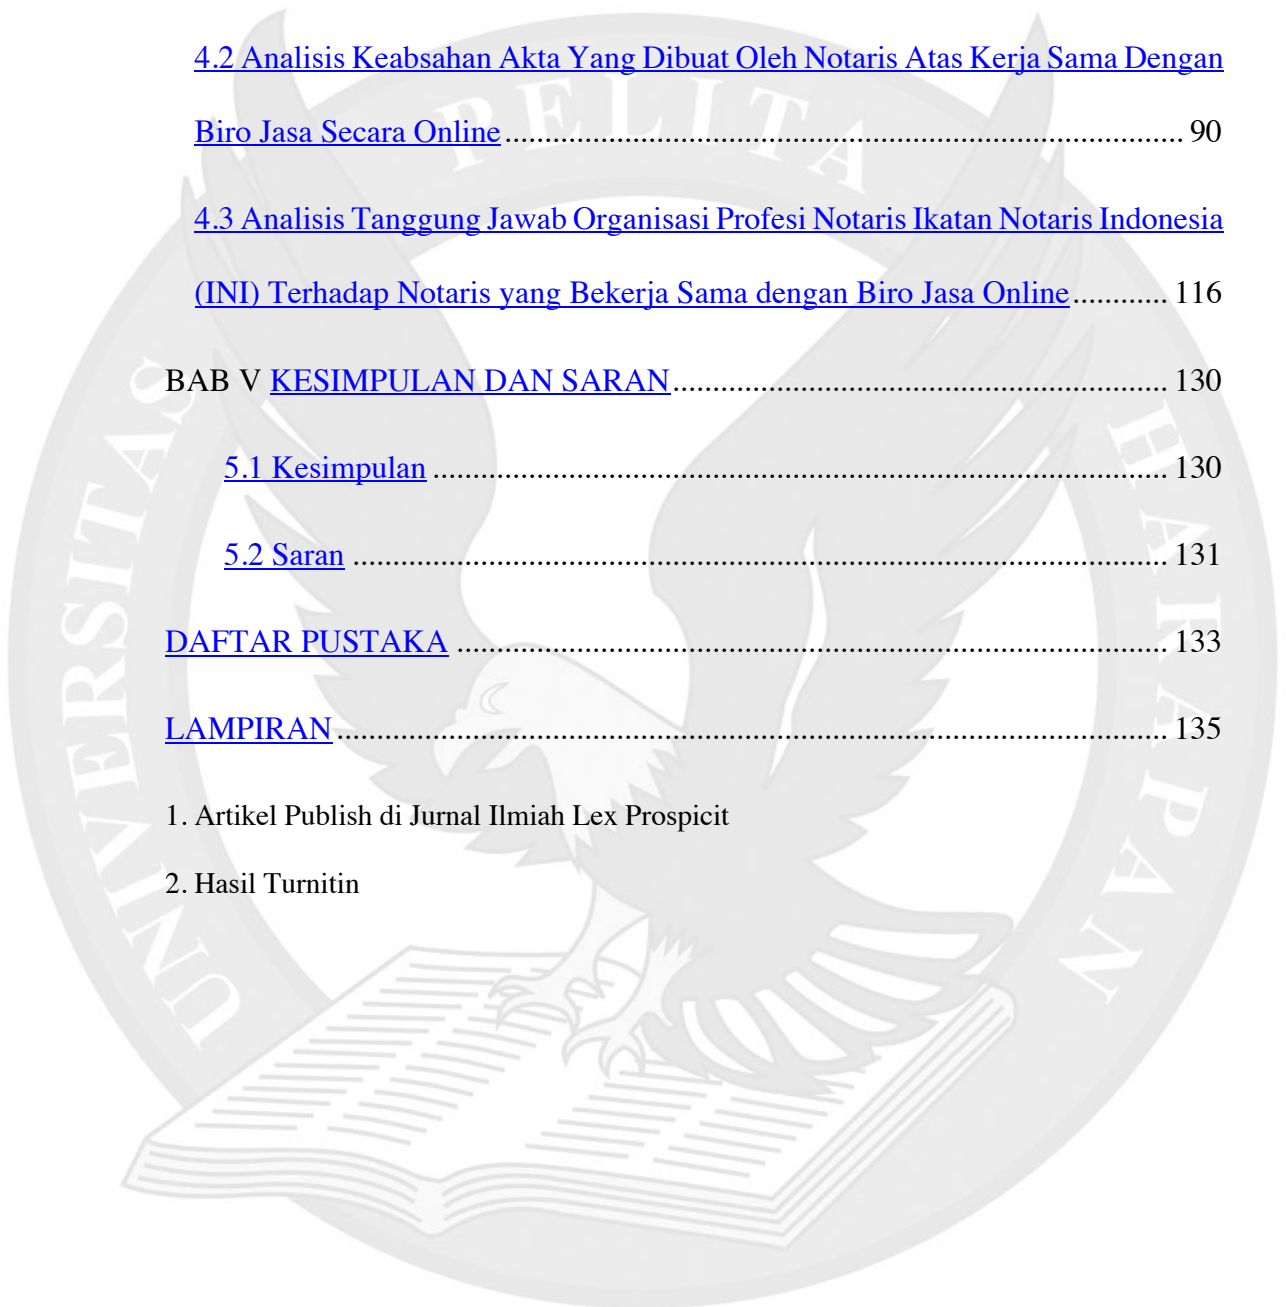 4.2 Analisis Keabsahan Akta Yang Dibuat Oleh Notaris Atas Kerja Sama Dengan
Biro Jasa Secara Online ........................................................................................ 90
4.3 Analisis Tanggung Jawab Organisasi Profesi Notaris Ikatan Notaris Indonesia
(INI) Terhadap Notaris yang Bekerja Sama dengan Biro Jasa Online ............ 116
BAB V KESIMPULAN DAN SARAN ............................................................... 130
5.1 Kesimpulan .............................................................................................. 130
5.2 Saran ........................................................................................................ 131
DAFTAR PUSTAKA .......................................................................................... 133
LAMPIRAN ......................................................................................................... 135
1. Artikel Publish di Jurnal Ilmiah Lex Prospicit
2. Hasil Turnitin
UNIVERSITAS PELITA HARAPAN